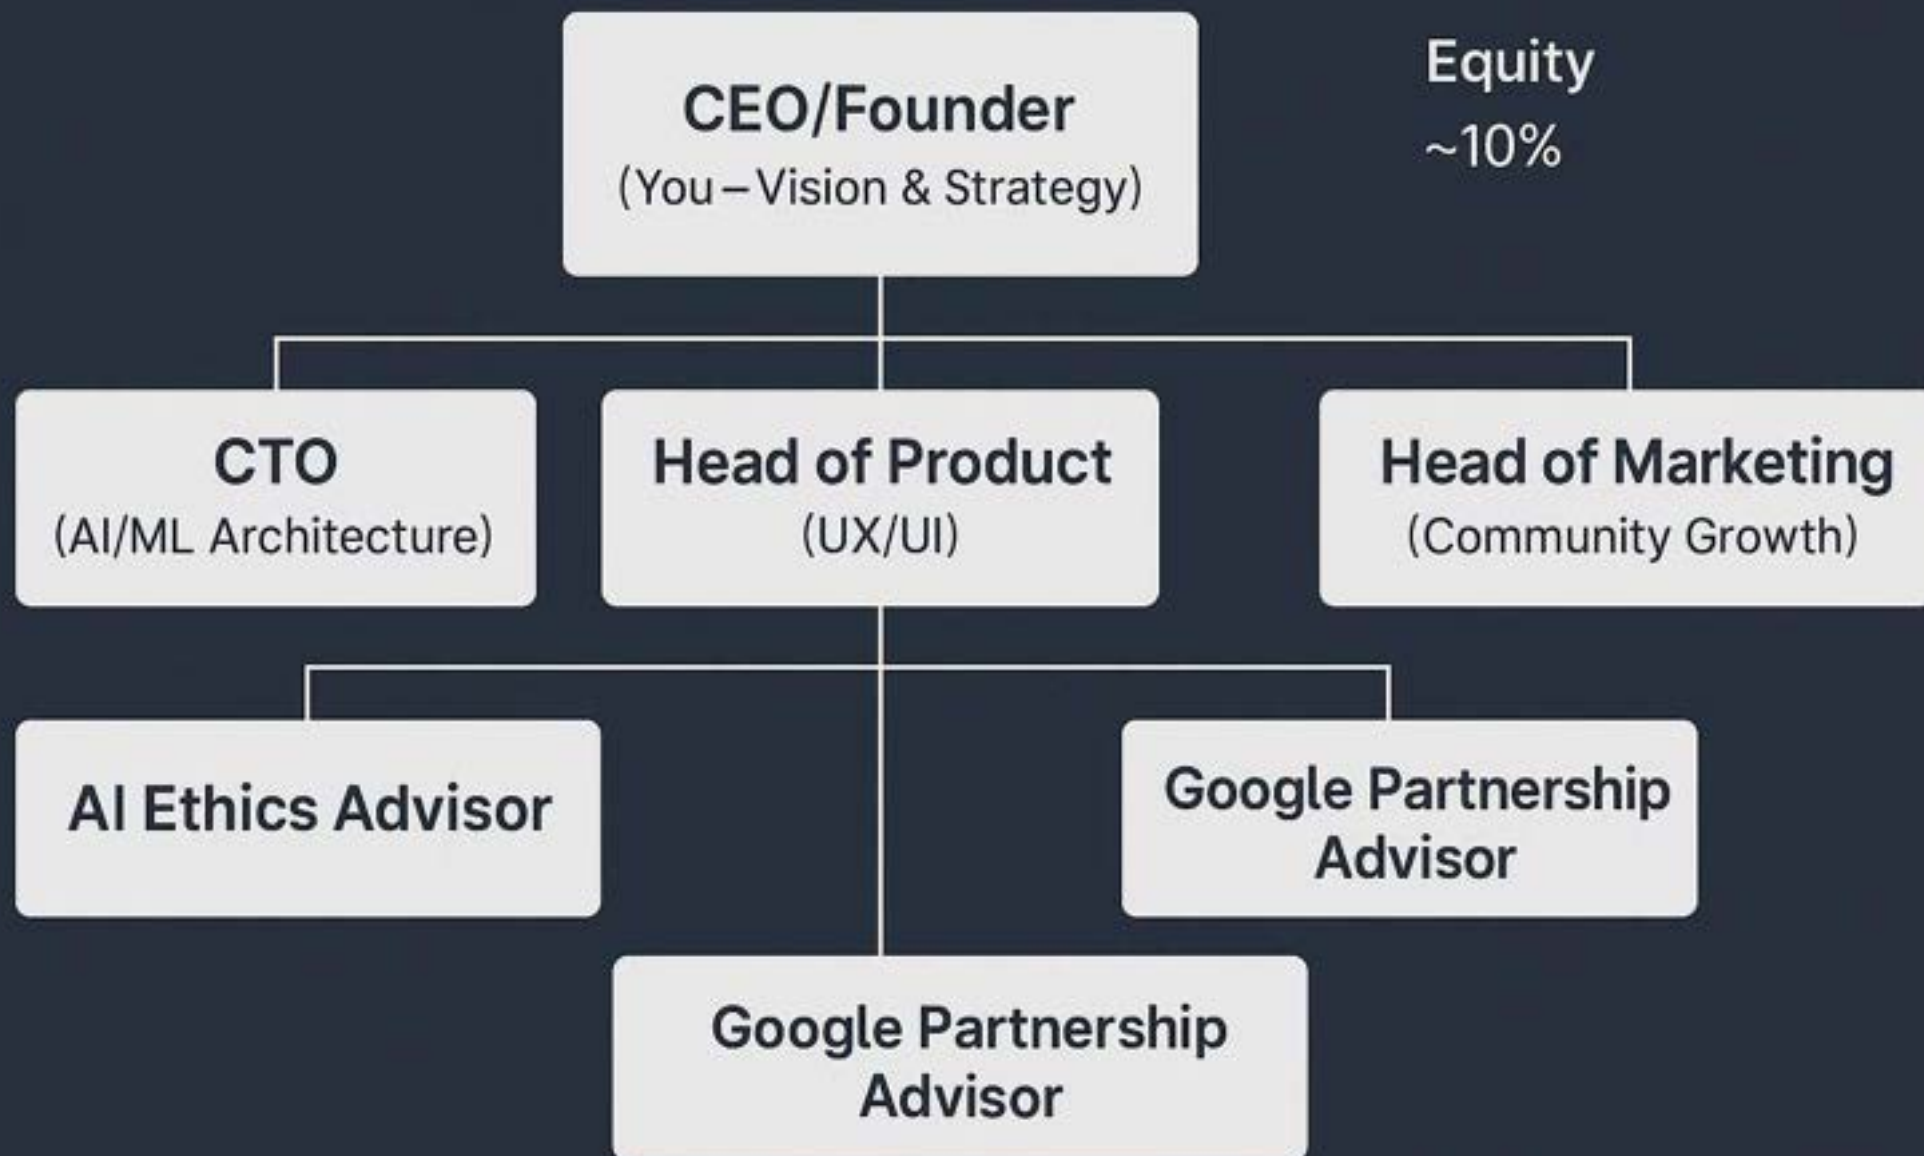 CEO/Founder
(You – Vision & Strategy)
Equity
~10%
CTO
(AI/ML Architecture)
Head of Product
(UX/UI)
Head of Marketing
(Community Growth)
AI Ethics Advisor
Google Partnership
Advisor
Google Partnership
Advisor